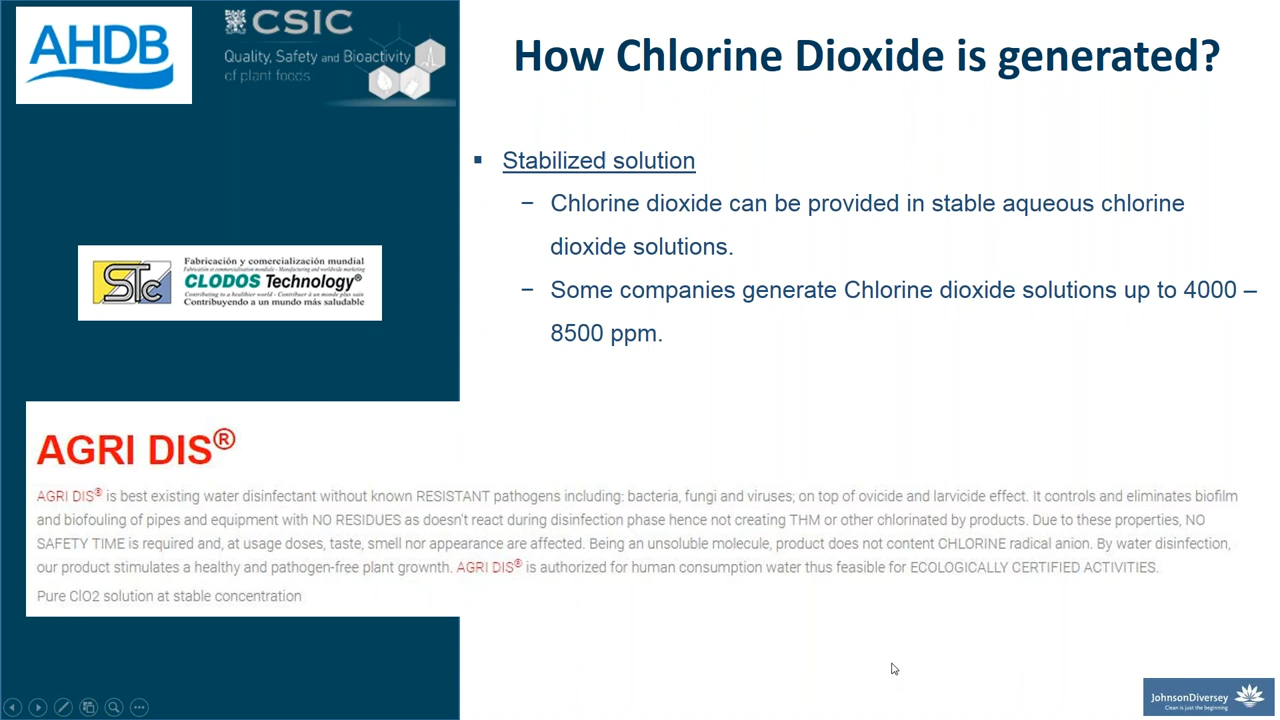 AHDB
CSIC
Quality, Safety and Bioactivity
of plant foods
How Chlorine Dioxide is generated?
Stabilized solution
Chlorine dioxide can be provided in stable aqueous chlorine
dioxide solutions.
Some companies generate Chlorine dioxide solutions up to 4000 –
8500 ppm.
STC
Fabricación y comercialización mundial
Fabrication et commercialisation mondiale - Manufacturing and worldwide marketing
CLODOS Technology®
Contributing to a healthier world - Contribuer à un monde plus sain
Contribuyendo a un mundo más saludable
AGRI DIS®
AGRI DIS® is best existing water disinfectant without known RESISTANT pathogens including: bacteria, fungi and viruses; on top of ovicide and larvicide effect. It controls and eliminates biofilm
and biofouling of pipes and equipment with NO RESIDUES as doesn't react during disinfection phase hence not creating THM or other chlorinated by products. Due to these properties, NO
SAFETY TIME is required and, at usage doses, taste, smell nor appearance are affected. Being an unsoluble molecule, product does not content CHLORINE radical anion. By water disinfection,
our product stimulates a healthy and pathogen-free plant growth. AGRI DIS® is authorized for human consumption water thus feasible for ECOLOGICALLY CERTIFIED ACTIVITIES.
Pure ClO2 solution at stable concentration
JohnsonDiversey
Clean is just the beginning